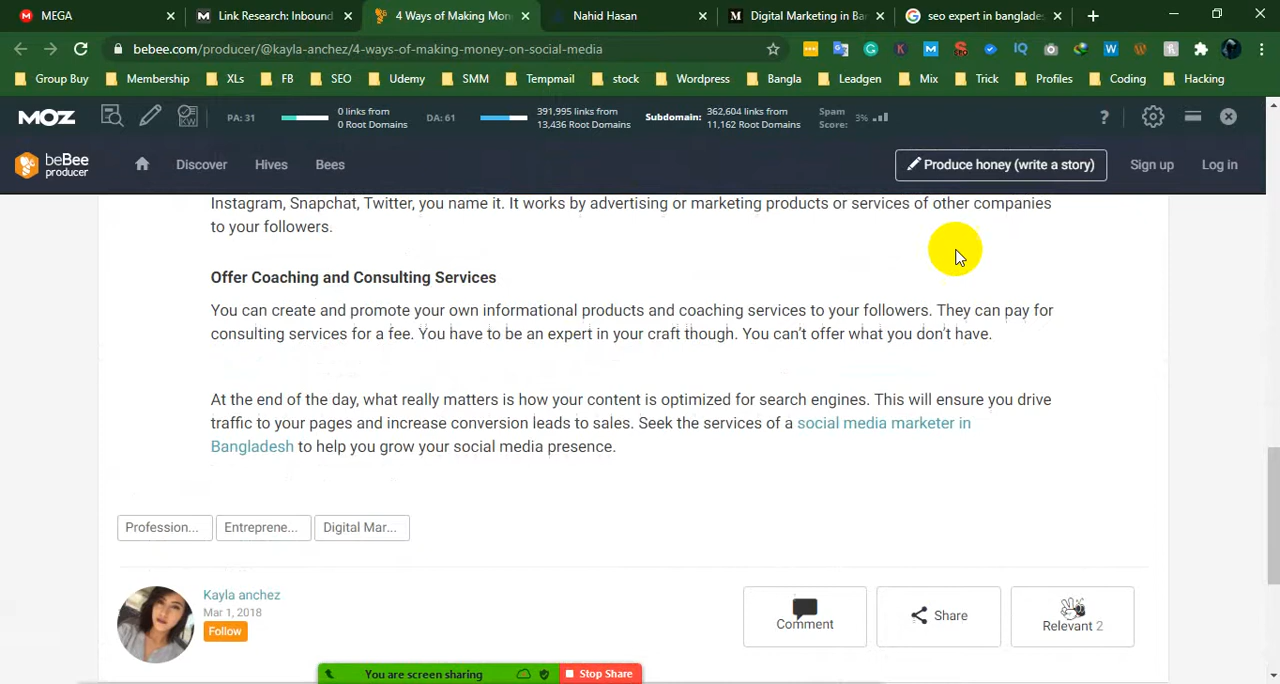 MEGA
Link Research: Inbound
4 Ways of Making Mon
Nahid Hasan
Digital Marketing in Ba
seo expert in banglades
bebee.com/producer/@kayla-anchez/4-ways-of-making-money-on-social-media
Group Buy Membership XLs FB SEO Udemy SMM Tempmail stock Wordpress Bangla Leadgen Mix Trick Profiles Coding Hacking
MOZ
PA: 31
0 links from
0 Root Domains
DA: 61
391,995 links from
13,436 Root Domains
Subdomain:
362,604 links from
11,162 Root Domains
Spam
Score: 3%
beBee
producer
Discover Hives Bees
Produce honey (write a story)
Sign up Log in
Instagram, Snapchat, Twitter, you name it. It works by advertising or marketing products or services of other companies
to your followers.
Offer Coaching and Consulting Services
You can create and promote your own informational products and coaching services to your followers. They can pay for
consulting services for a fee. You have to be an expert in your craft though. You can't offer what you don't have.
At the end of the day, what really matters is how your content is optimized for search engines. This will ensure you drive
traffic to your pages and increase conversion leads to sales. Seek the services of a social media marketer in
Bangladesh to help you grow your social media presence.
Profession... Entreprene... Digital Mar...
Kayla anchez
Mar 1, 2018
Follow
Comment
Share
Relevant 2
You are screen sharing
Stop Share